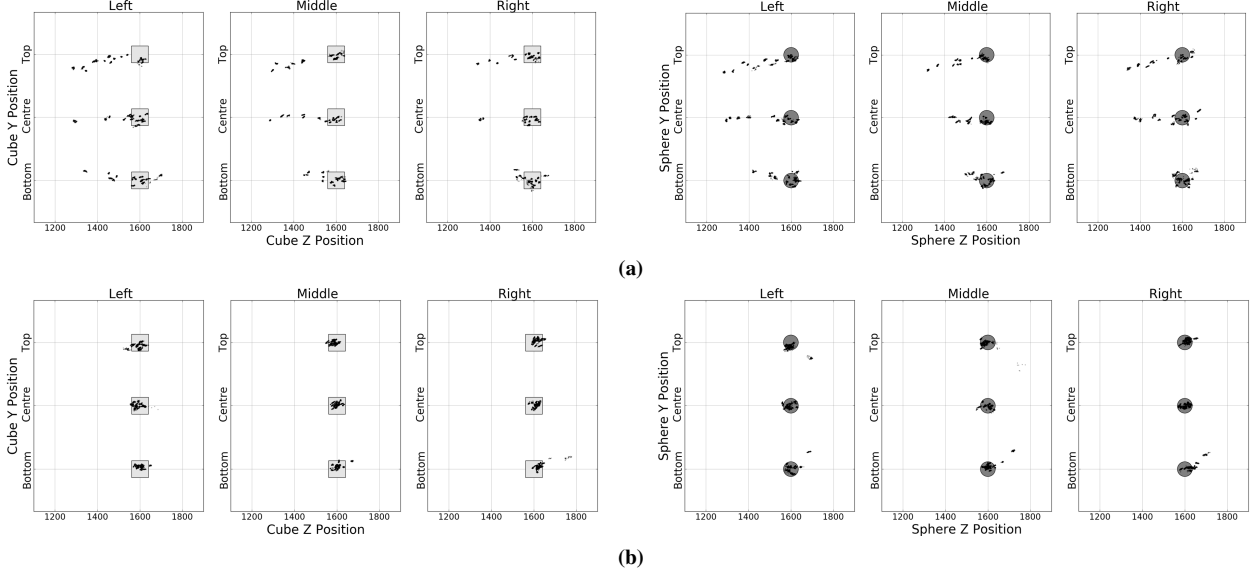 Left Middle Right Left Middle Right
Cube Y Position
Top
Centre
Bottom
Sphere Y Position
Top
Centre
Bottom
Top
Centre
Bottom
Top
Centre
Bottom
Top
Centre
Bottom
Top
Centre
Bottom
1200 1400 1600 1800 1200 1400 1600 1800 1200 1400 1600 1800 1200 1400 1600 1800 1200 1400 1600 1800 1200 1400 1600 1800
Cube Z Position Sphere Z Position
(a)
Left Middle Right Left Middle Right
Cube Y Position
Top
Centre
Bottom
Sphere Y Position
Top
Centre
Bottom
Top
Centre
Bottom
Top
Centre
Bottom
Top
Centre
Bottom
Top
Centre
Bottom
1200 1400 1600 1800 1200 1400 1600 1800 1200 1400 1600 1800 1200 1400 1600 1800 1200 1400 1600 1800 1200 1400 1600 1800
Cube Z Position Sphere Z Position
(b)